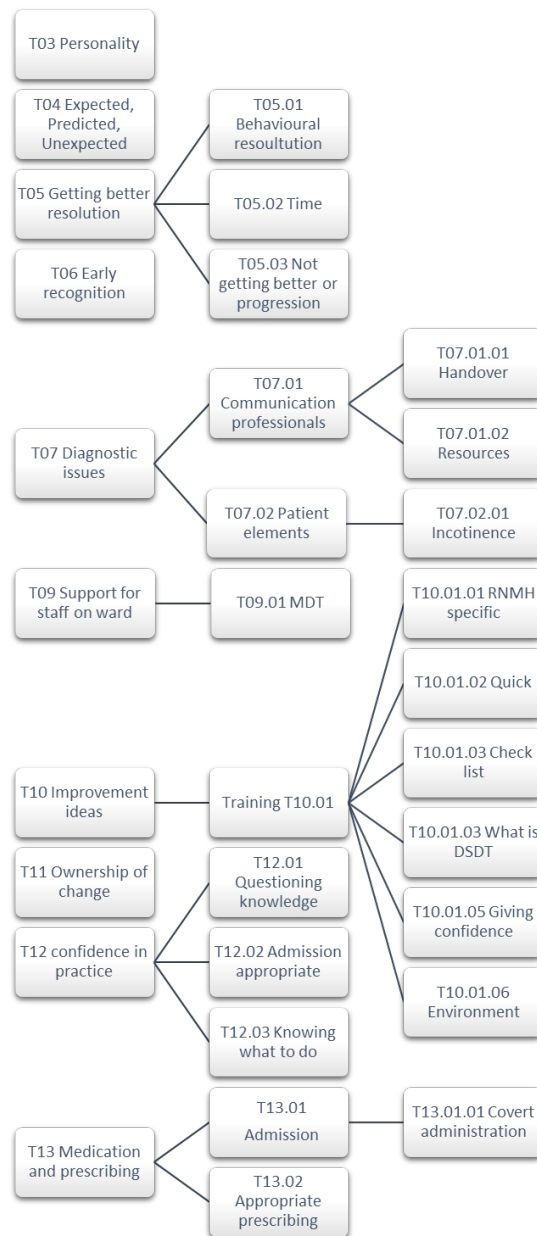 T03 Personality
T04 Expected,
Predicted,
Unexpected
T05 Getting better
resolution
T05.01
Behavioural
resoultution
T05.02 Time
T05.03 Not
getting better or
progression
T06 Early
recognition
T07 Diagnostic
issues
T07.01
Communication
professionals
T07.01.01
Handover
T07.01.02
Resources
T07.02 Patient
elements
T07.02.01
Incotinence
T09 Support for
staff on ward
T09.01 MDT
T10 Improvement
ideas
Training T10.01
T10.01.01 RNMH
specific
T10.01.02 Quick
T10.01.03 Check
list
T10.01.03 What is
DSDT
T10.01.05 Giving
confidence
T10.01.06
Environment
T11 Ownership of
change
T12 confidence in
practice
T12.01
Questioning
knowledge
T12.02 Admission
appropriate
T12.03 Knowing
what to do
T13 Medication
and prescribing
T13.01
Admission
T13.01.01 Covert
administration
T13.02
Appropriate
prescribing